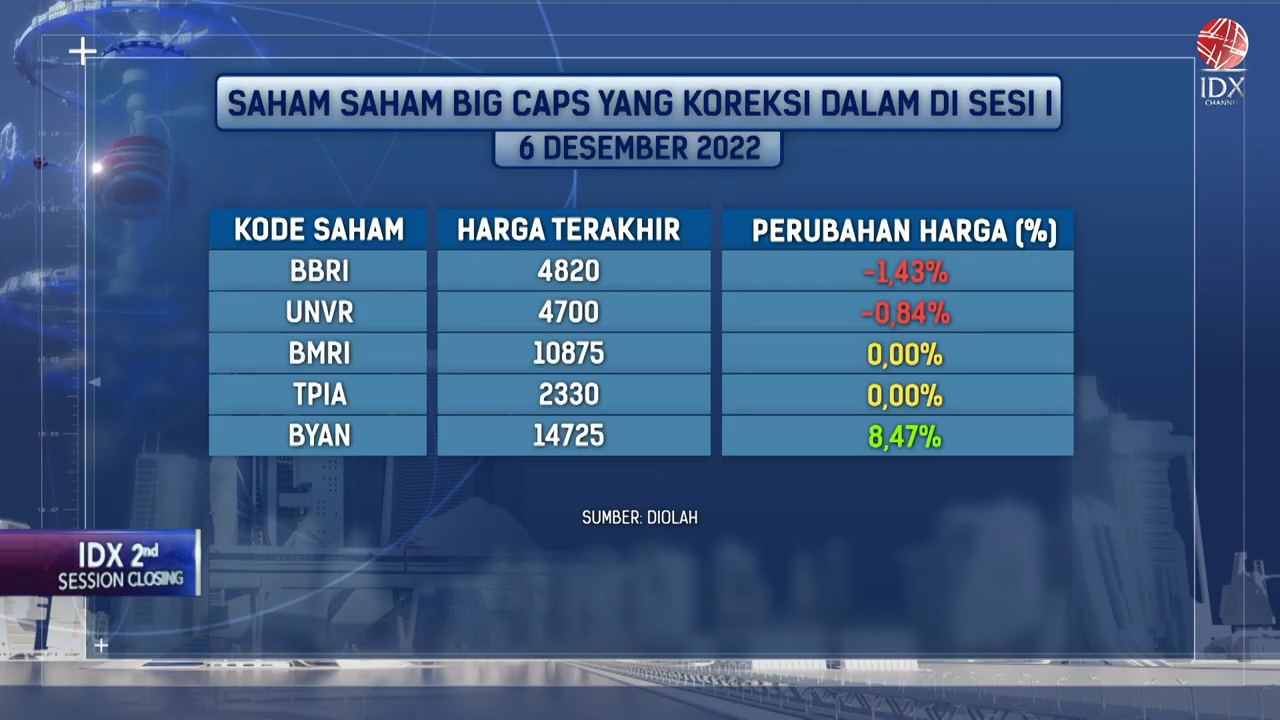 IDX
CHANNEL
SAHAM SAHAM BIG CAPS YANG KOREKSI DALAM DI SESI I
6 DESEMBER 2022
KODE SAHAM HARGA TERAKHIR PERUBAHAN HARGA (%)
BBRI 4820 -1,43%
UNVR 4700 -0,84%
BMRI 10875 0,00%
TPIA 2330 0,00%
BYAN 14725 8,47%
SUMBER: DIOLAH
IDX 2nd
SESSION CLOSING